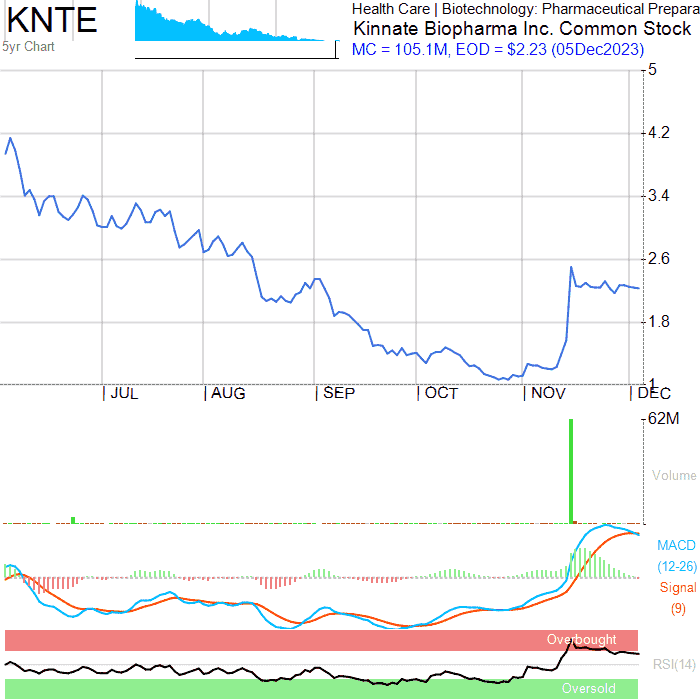 KNTE
5yr Chart
Health Care | Biotechnology: Pharmaceutical Prepara
Kinnate Biopharma Inc. Common Stock
MC = 105.1M, EOD = $2.23 (05Dec2023)
5
4.2
3.4
2.6
1.8
1
| JUL | AUG | SEP | OCT | NOV | DEC
62M
Volume
MACD
(12-26)
Signal
(9)
Overbought
RSI(14)
Oversold